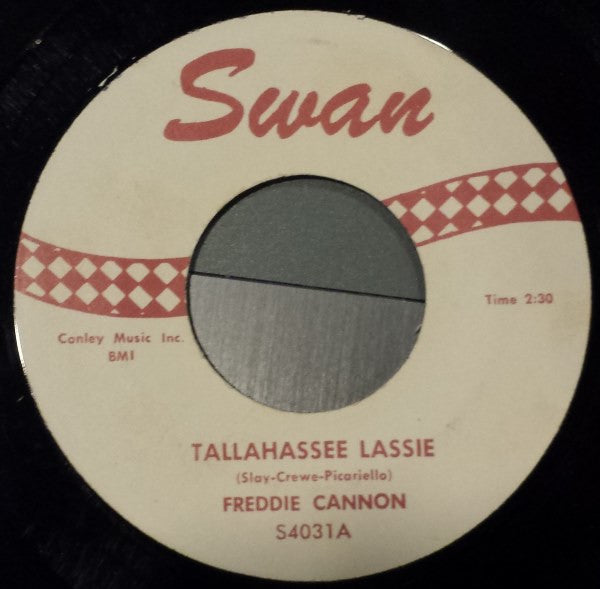 Swan
Time 2:30
Conley Music Inc.
BMI
TALLAHASSEE LASSIE
(Slay-Crewe-Picariello)
FREDDIE CANNON
S4031A